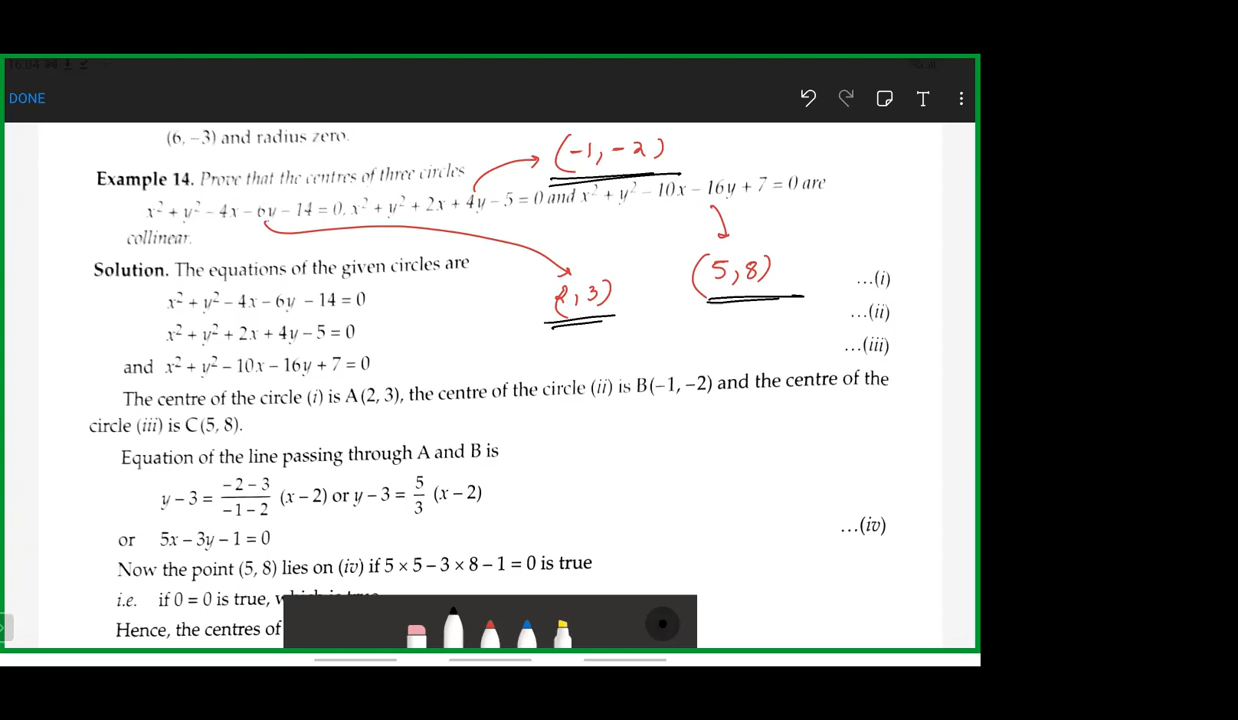 DONE
T
(6, −3) and radius zero.
(-1, -2)
Example 14. Prove that the centres of three circles
x² + y² − 4x − 6y − 14 = 0, x² + y² + 2x + 4y − 5 = 0 and x² + y² − 10x − 16y + 7 = 0 are
collinear.
(5, 8)
Solution. The equations of the given circles are
(2, 3)
x² + y² − 4x − 6y − 14 = 0 ...(i)
x² + y² + 2x + 4y − 5 = 0 ...(ii)
and x² + y² − 10x − 16y + 7 = 0 ...(iii)
The centre of the circle (i) is A(2, 3), the centre of the circle (ii) is B(−1, −2) and the centre of the
circle (iii) is C(5, 8).
Equation of the line passing through A and B is
y − 3 = (−2 − 3)/(−1 − 2) (x − 2) or y − 3 = 5/3 (x − 2)
or 5x − 3y − 1 = 0 ...(iv)
Now the point (5, 8) lies on (iv) if 5 × 5 − 3 × 8 − 1 = 0 is true
i.e. if 0 = 0 is true,
Hence, the centres of